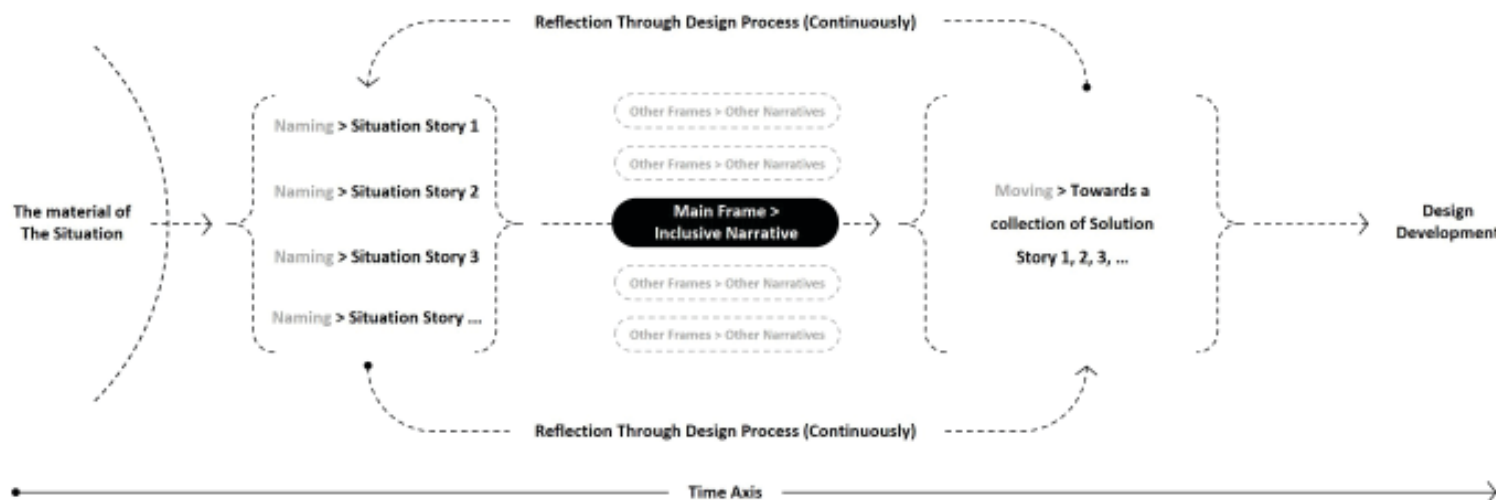 Reflection Through Design Process (Continuously)
The material of
The Situation
Naming > Situation Story 1
Naming > Situation Story 2
Naming > Situation Story 3
Naming > Situation Story ...
Other Frames > Other Narratives
Other Frames > Other Narratives
Main Frame >
Inclusive Narrative
Other Frames > Other Narratives
Other Frames > Other Narratives
Moving > Towards a
collection of Solution
Story 1, 2, 3, ...
Design
Development
Reflection Through Design Process (Continuously)
Time Axis